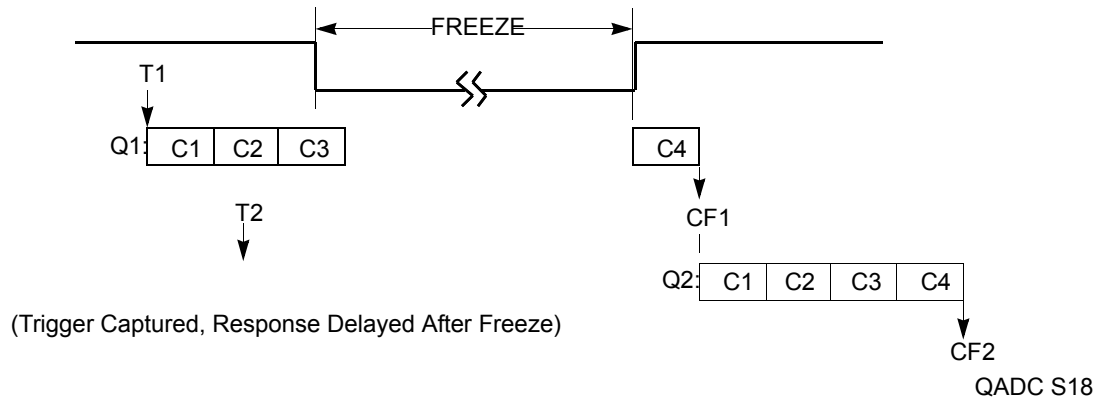 FREEZE
T1
Q1: C1 C2 C3
C4
T2
CF1
Q2: C1 C2 C3 C4
(Trigger Captured, Response Delayed After Freeze)
CF2
QADC S18